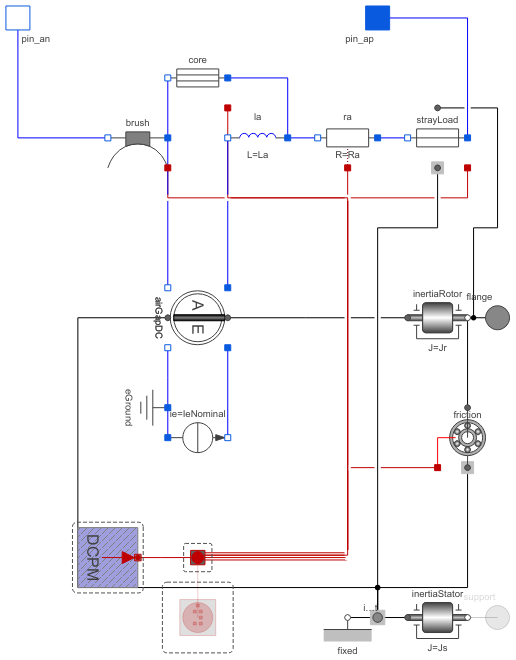 pin_an
pin_ap
core
brush
la
ra
strayLoad
L=La
R=Ra
airGapDC
A
E
inertiaRotor
flange
J=Jr
eGround
ie=IeNominal
friction
DCPM
inertiaStator
support
i...t
fixed
J=Js